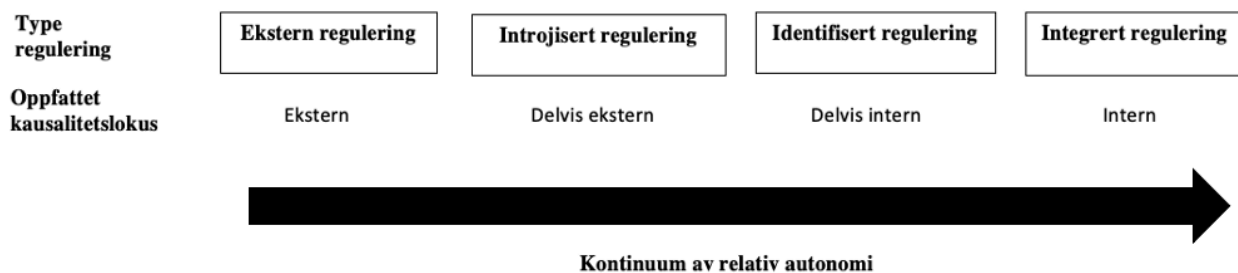 Type
regulering
Ekstern regulering
Introjisert regulering
Identifisert regulering
Integrert regulering
Oppfattet
kausalitetslokus
Ekstern
Delvis ekstern
Delvis intern
Intern
Kontinuum av relativ autonomi